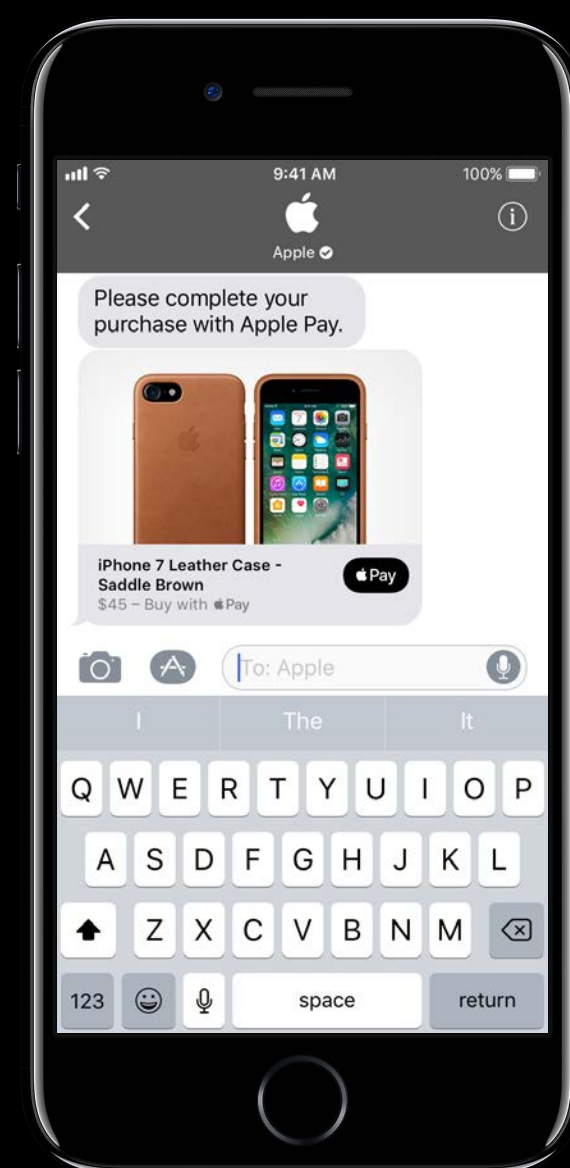 9:41 AM
100%
Apple
Please complete your
purchase with Apple Pay.
iPhone 7 Leather Case -
Saddle Brown
$45 – Buy with Pay
Pay
To: Apple
I The It
Q W E R T Y U I O P
A S D F G H J K L
Z X C V B N M
123 space return